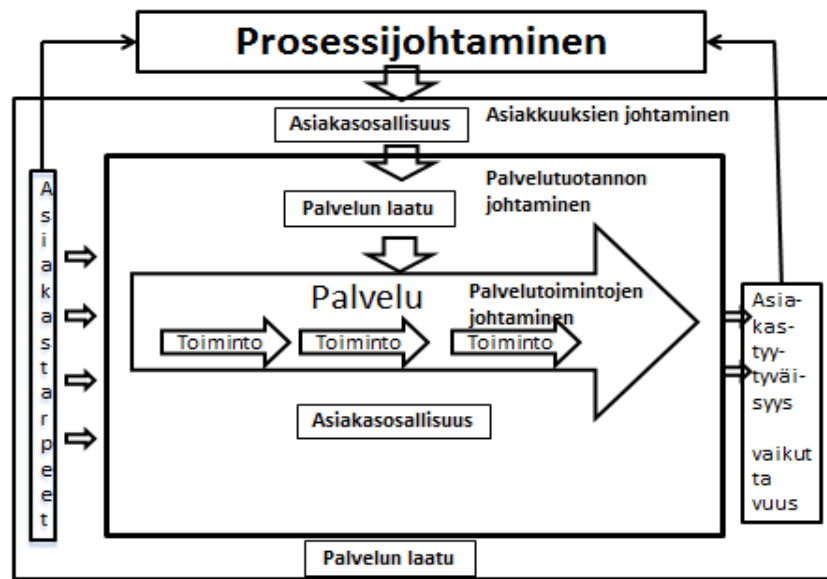 Prosessijohtaminen
Asiakasosallisuus
Asiakkuuksien johtaminen
Asiakastarpeet
Palvelun laatu
Palvelutuotannon
johtaminen
Palvelu
Palvelutoimintojen
johtaminen
Toiminto
Toiminto
Toiminto
Asiakasosallisuus
Asia-
kas-
tyy-
tyväi-
syys
vaikut
ta
vuus
Palvelun laatu